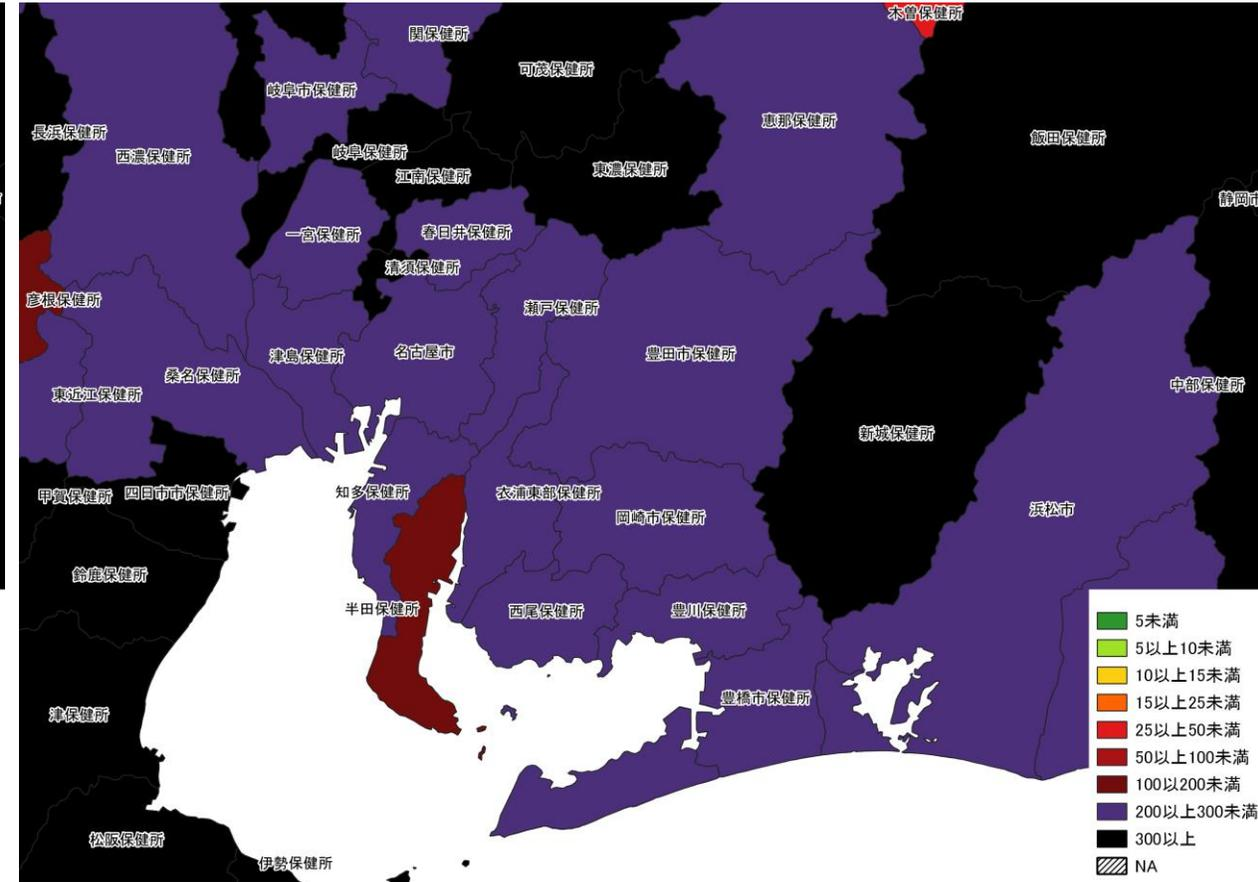 木曽保健所
関保健所
可茂保健所
岐阜市保健所
恵那保健所
長浜保健所
飯田保健所
西濃保健所
岐阜保健所
江南保健所
東濃保健所
静岡市
一宮保健所
春日井保健所
清須保健所
彦根保健所
瀬戸保健所
津島保健所
名古屋市
豊田市保健所
桑名保健所
東近江保健所
中部保健所
新城保健所
甲賀保健所
四日市市保健所
知多保健所
衣浦東部保健所
岡崎市保健所
浜松市
鈴鹿保健所
半田保健所
西尾保健所
豊川保健所
津保健所
豊橋市保健所
松阪保健所
伊勢保健所
5未満
5以上10未満
10以上15未満
15以上25未満
25以上50未満
50以上100未満
100以200未満
200以上300未満
300以上
NA